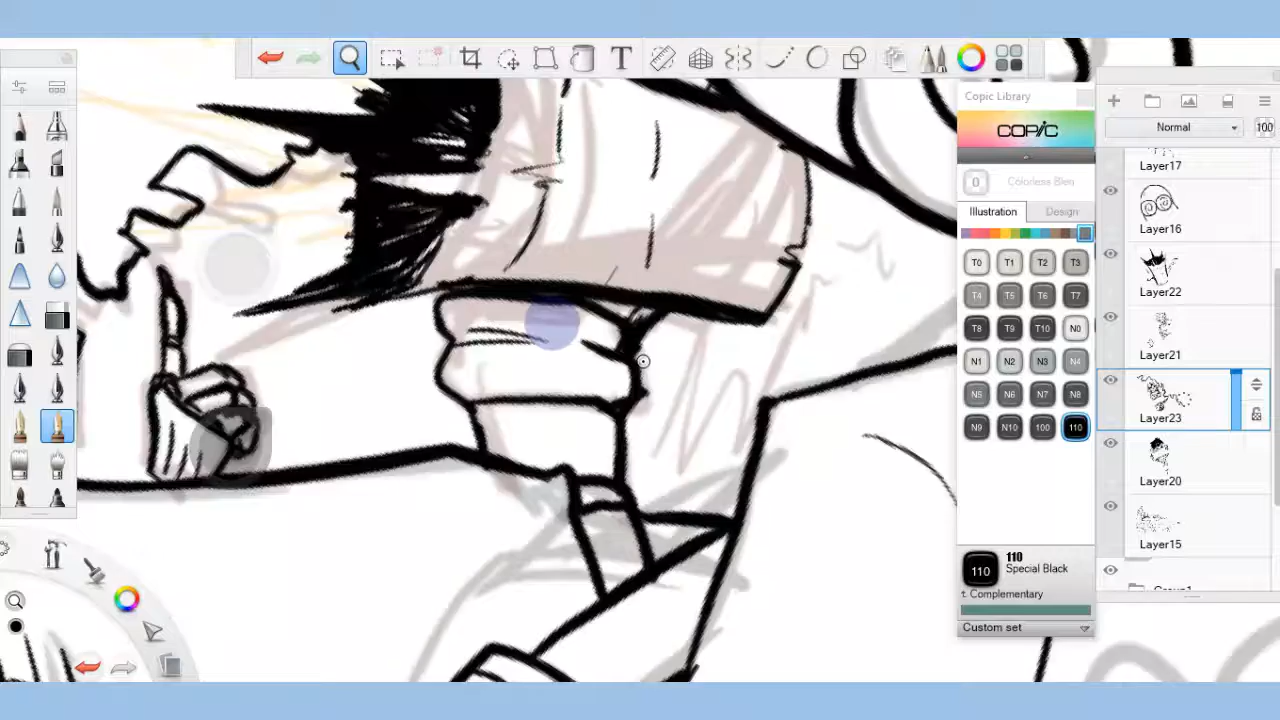 T
Copic Library
COPIC
0 Colorless Blen
Illustration Design
T0 T1 T2 T3
T4 T5 T6 T7
T8 T9 T10 N0
N1 N2 N3 N4
N5 N6 N7 N8
N9 N10 100 110
110
110
Special Black
Complementary
Custom set
Normal 100
Layer17
Layer16
Layer22
Layer21
Layer23
Layer20
Layer15